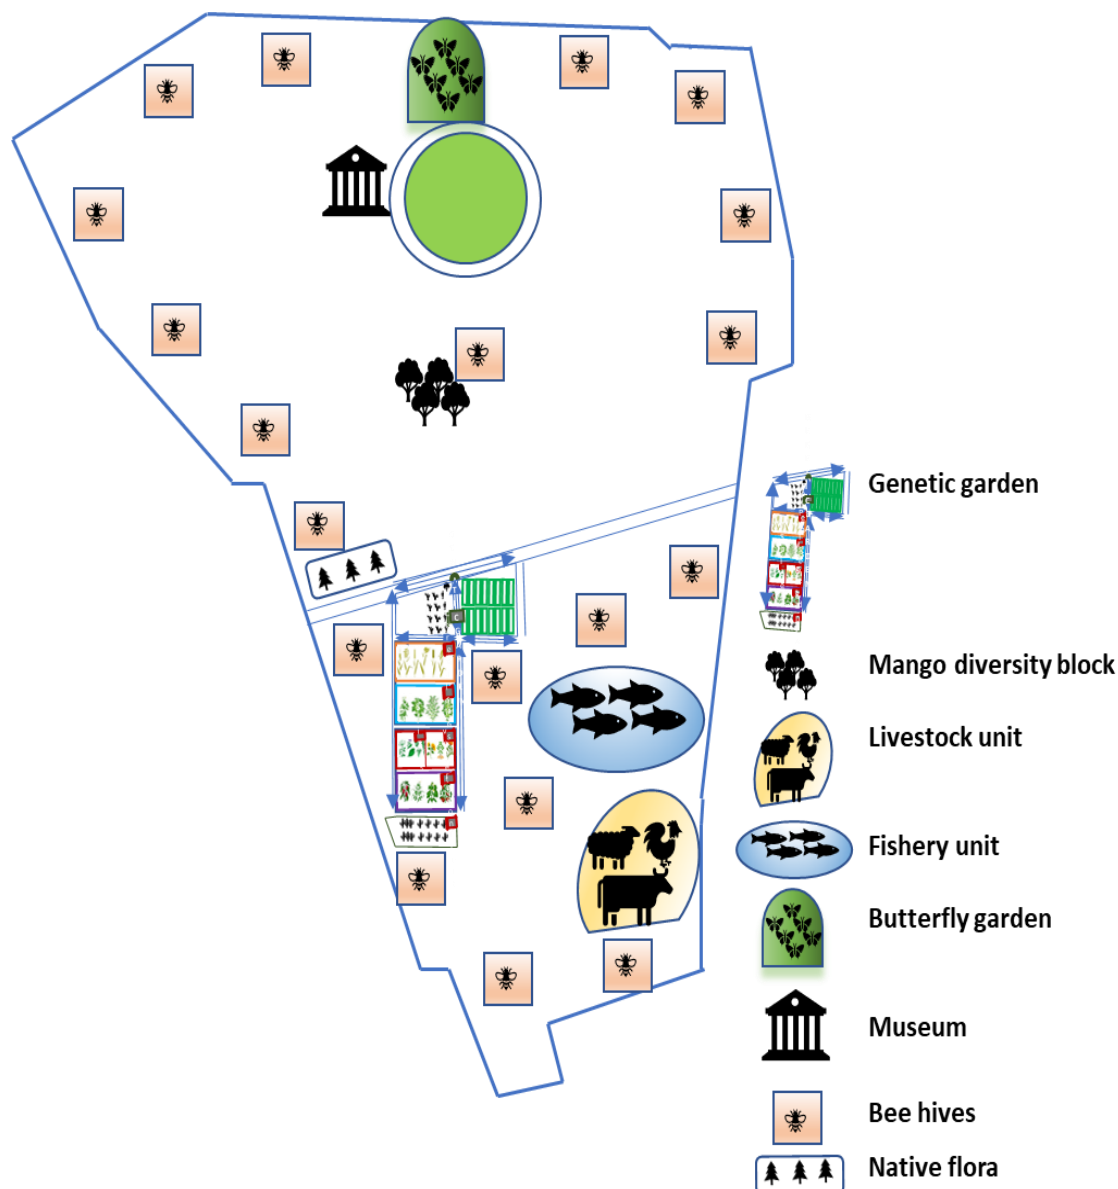 Genetic garden
Mango diversity block
Livestock unit
Fishery unit
Butterfly garden
Museum
Bee hives
Native flora